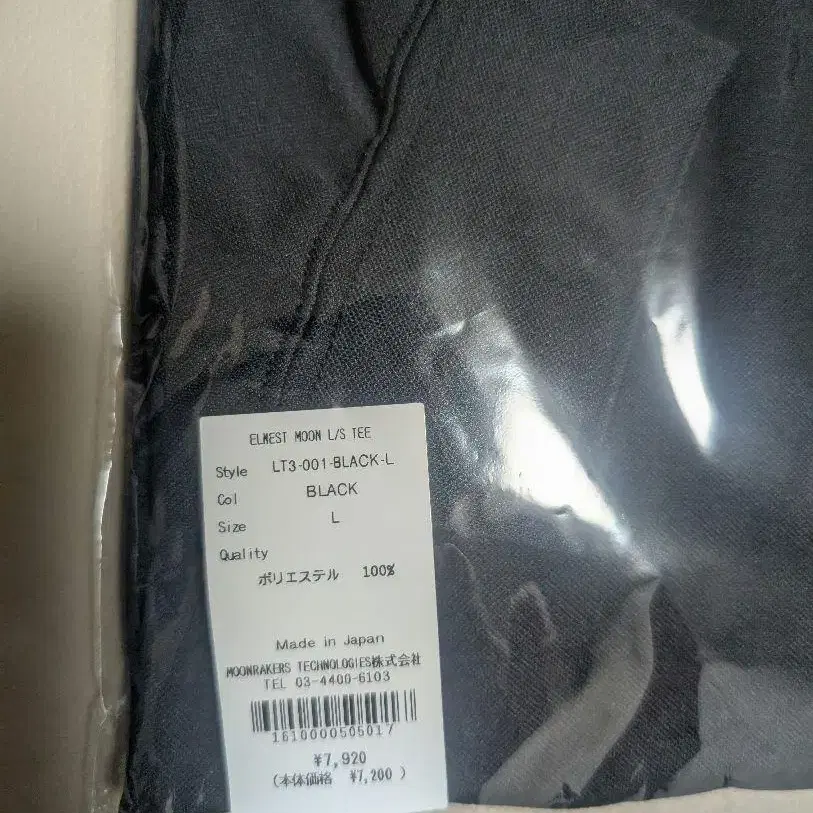 ELWEST MOON L/S TEE
Style LT3-001-BLACK-L
Col BLACK
Size L
Quality
ポリエステル 100%
Made in Japan
MOONRAKERS TECHNOLOGIES株式会社
TEL 03-4400-6103
1610000505017
¥7,920
(本体価格 ¥7,200 )